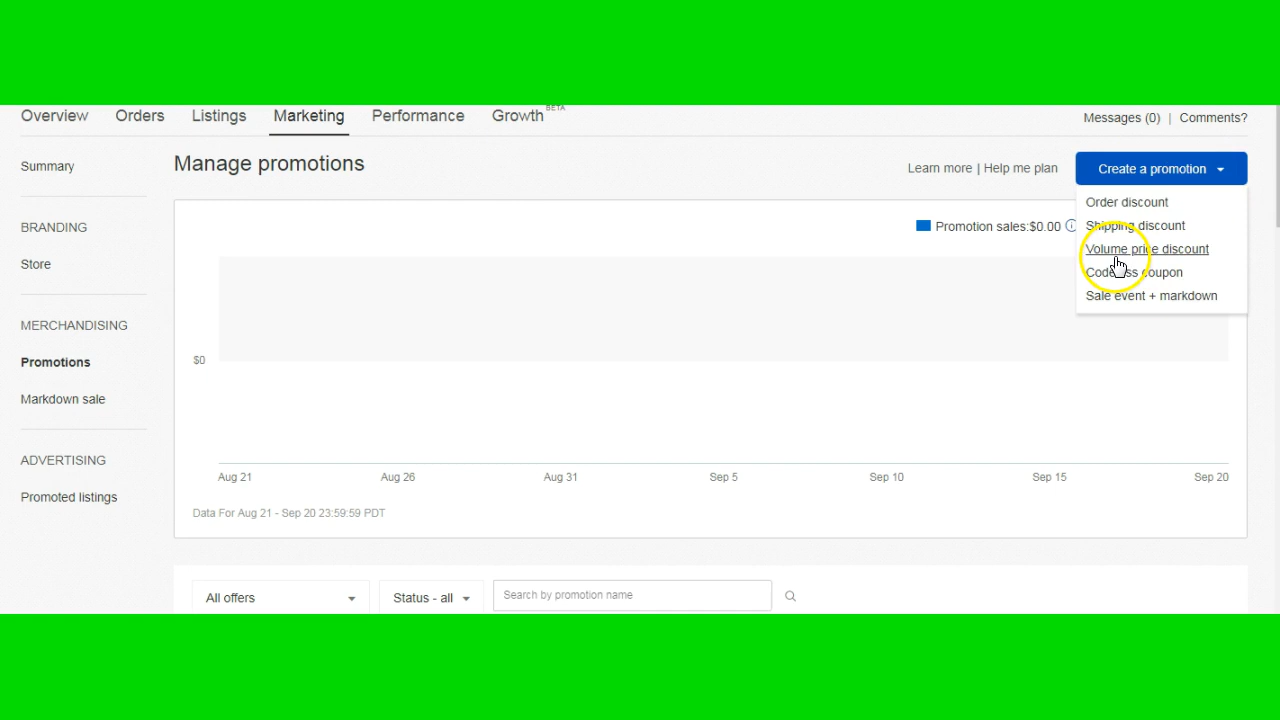 Overview Orders Listings Marketing Performance Growth BETA
Messages (0) | Comments?
Summary
Manage promotions
Learn more | Help me plan
Create a promotion
Order discount
Shipping discount
Volume price discount
Codeless coupon
Sale event + markdown
BRANDING
Store
MERCHANDISING
Promotions
Markdown sale
ADVERTISING
Promoted listings
Promotion sales:$0.00
$0
Aug 21 Aug 26 Aug 31 Sep 5 Sep 10 Sep 15 Sep 20
Data For Aug 21 - Sep 20 23:59:59 PDT
All offers Status - all Search by promotion name